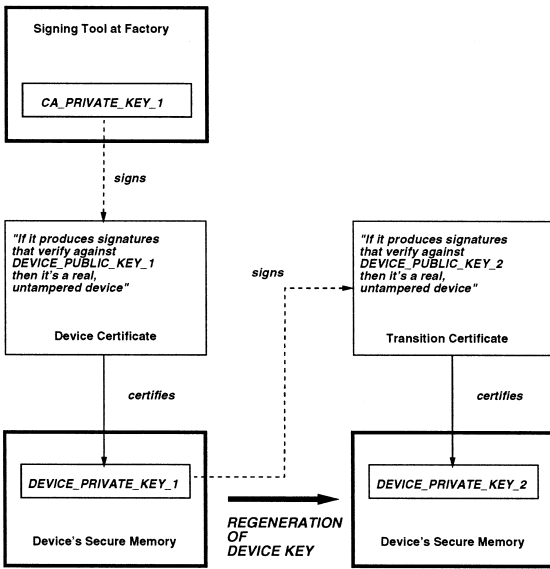 Signing Tool at Factory
CA_PRIVATE_KEY_1
signs
"If it produces signatures
that verify against
DEVICE_PUBLIC_KEY_1
then it's a real,
untampered device"
Device Certificate
signs
"If it produces signatures
that verify against
DEVICE_PUBLIC_KEY_2
then it's a real,
untampered device"
Transition Certificate
certifies
certifies
DEVICE_PRIVATE_KEY_1
Device's Secure Memory
REGENERATION
OF
DEVICE KEY
DEVICE_PRIVATE_KEY_2
Device's Secure Memory